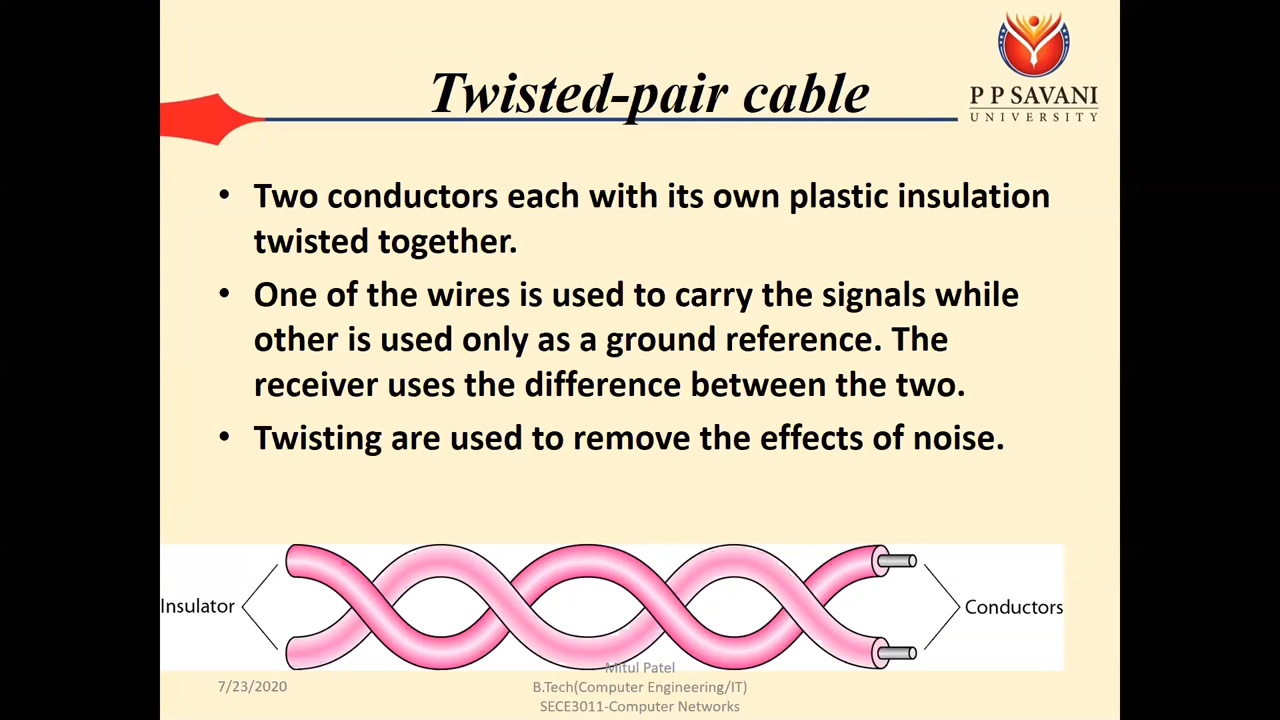 Twisted-pair cable
P P SAVANI
UNIVERSITY
• Two conductors each with its own plastic insulation
twisted together.
• One of the wires is used to carry the signals while
other is used only as a ground reference. The
receiver uses the difference between the two.
• Twisting are used to remove the effects of noise.
Insulator
Conductors
7/23/2020
Mitul Patel
B.Tech(Computer Engineering/IT)
SECE3011-Computer Networks